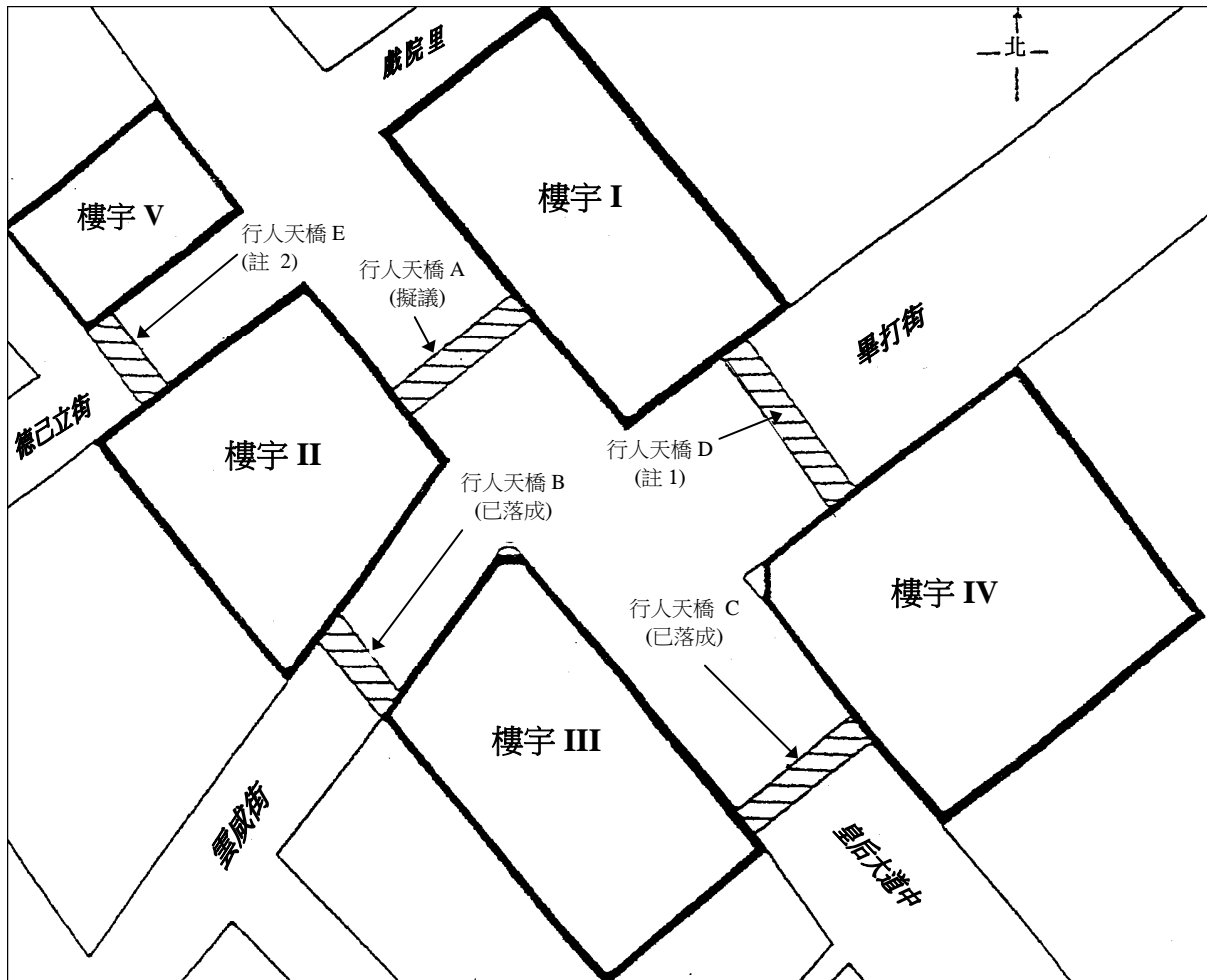 戲院里
北
樓宇 I
樓宇 V
行人天橋 E
(註 2)
行人天橋 A
(擬議)
畢打街
德己立街
樓宇 II
行人天橋 D
(註 1)
行人天橋 B
(已落成)
樓宇 IV
行人天橋 C
(已落成)
樓宇 III
雲咸街
皇后大道中